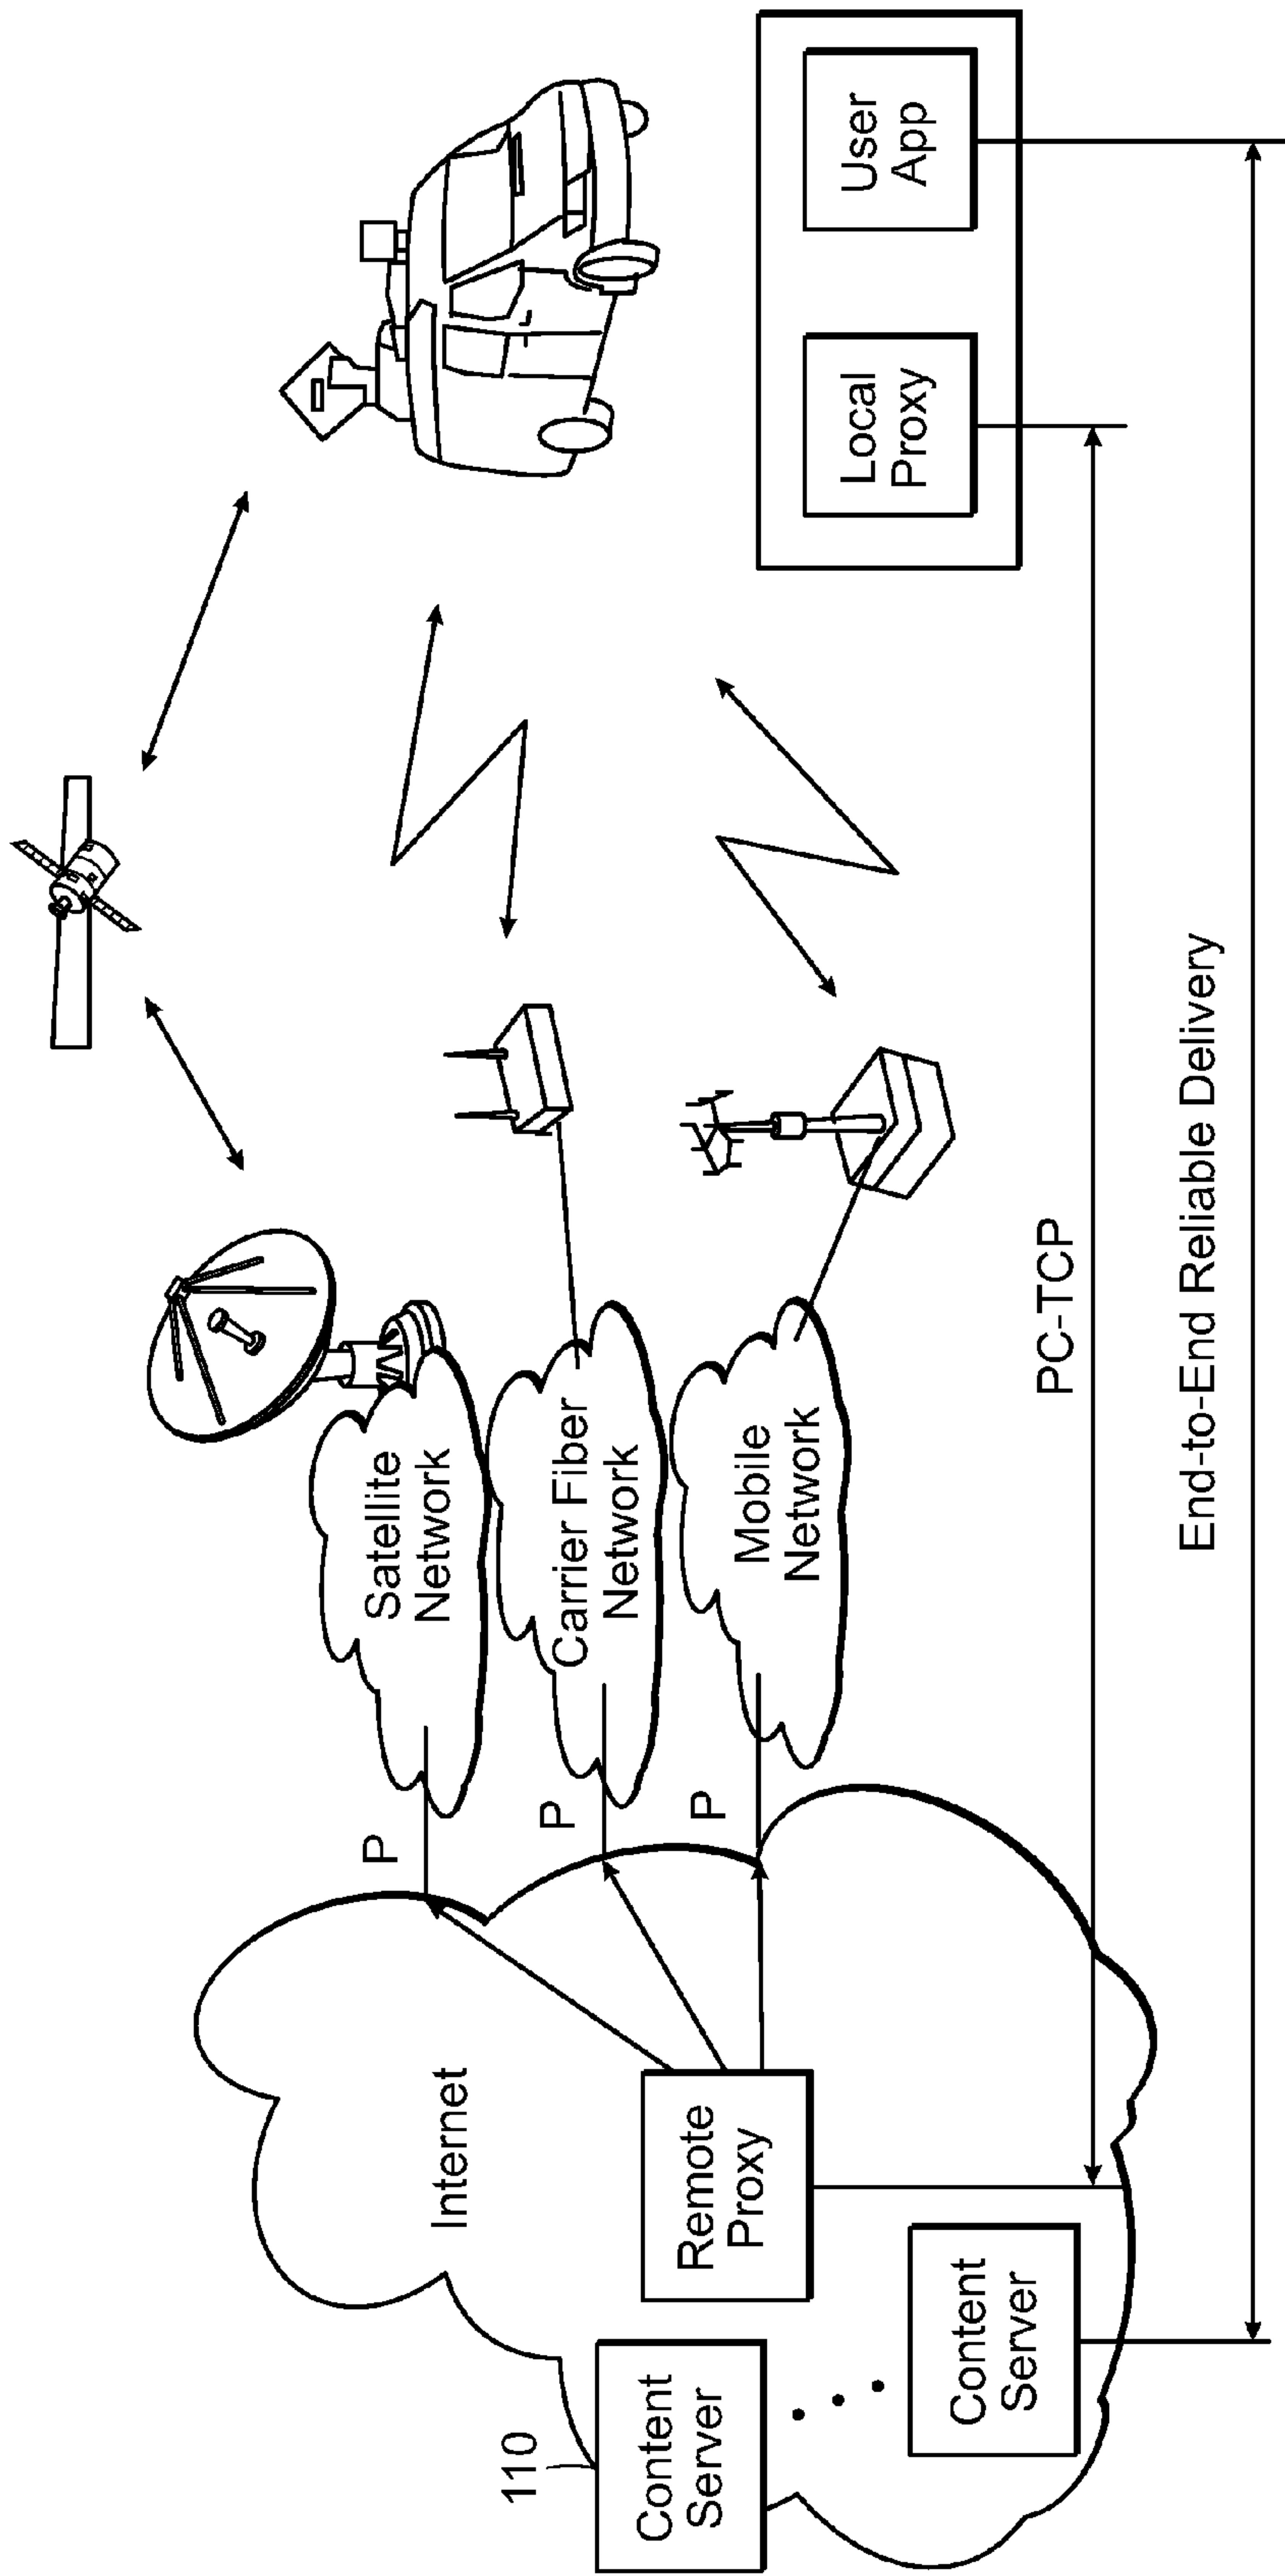 Internet
110
Content
Server
Remote
Proxy
Content
Server
P
P
P
Satellite
Network
Carrier Fiber
Network
Mobile
Network
Local
Proxy
User
App
PC-TCP
End-to-End Reliable Delivery